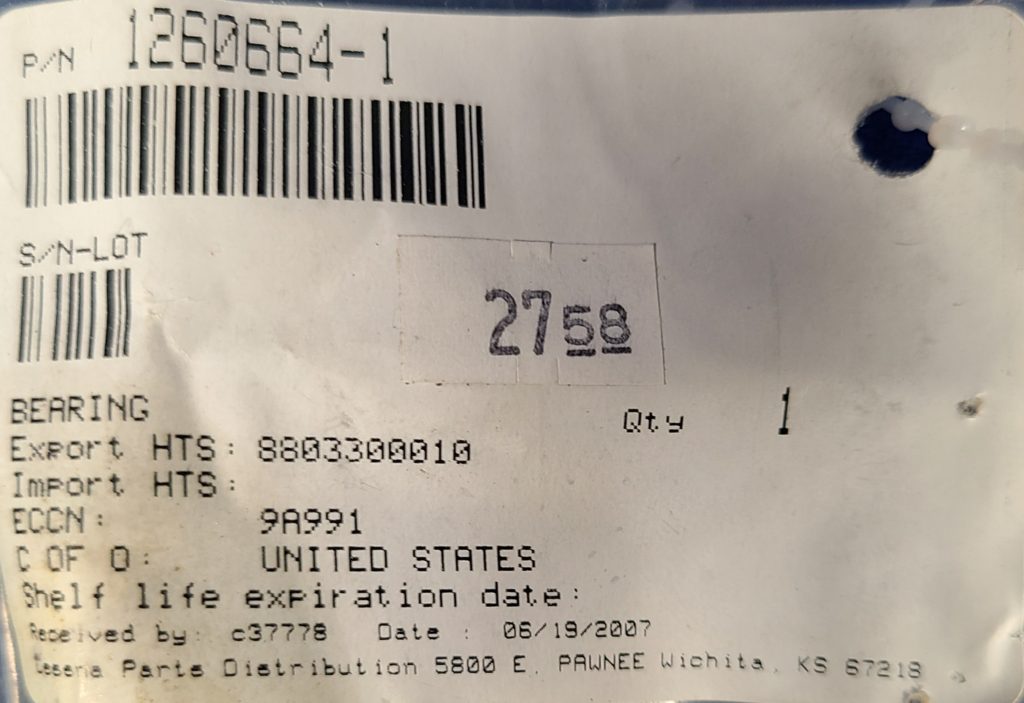 P/N 1260664-1
S/N-LOT
2758
BEARING
Qty 1
Export HTS: 8803300010
Import HTS:
ECCN: 9A991
C OF O: UNITED STATES
Shelf life expiration date:
Received by: c37778 Date : 06/19/2007
Cessna Parts Distribution 5800 E. PAWNEE Wichita, KS 67218